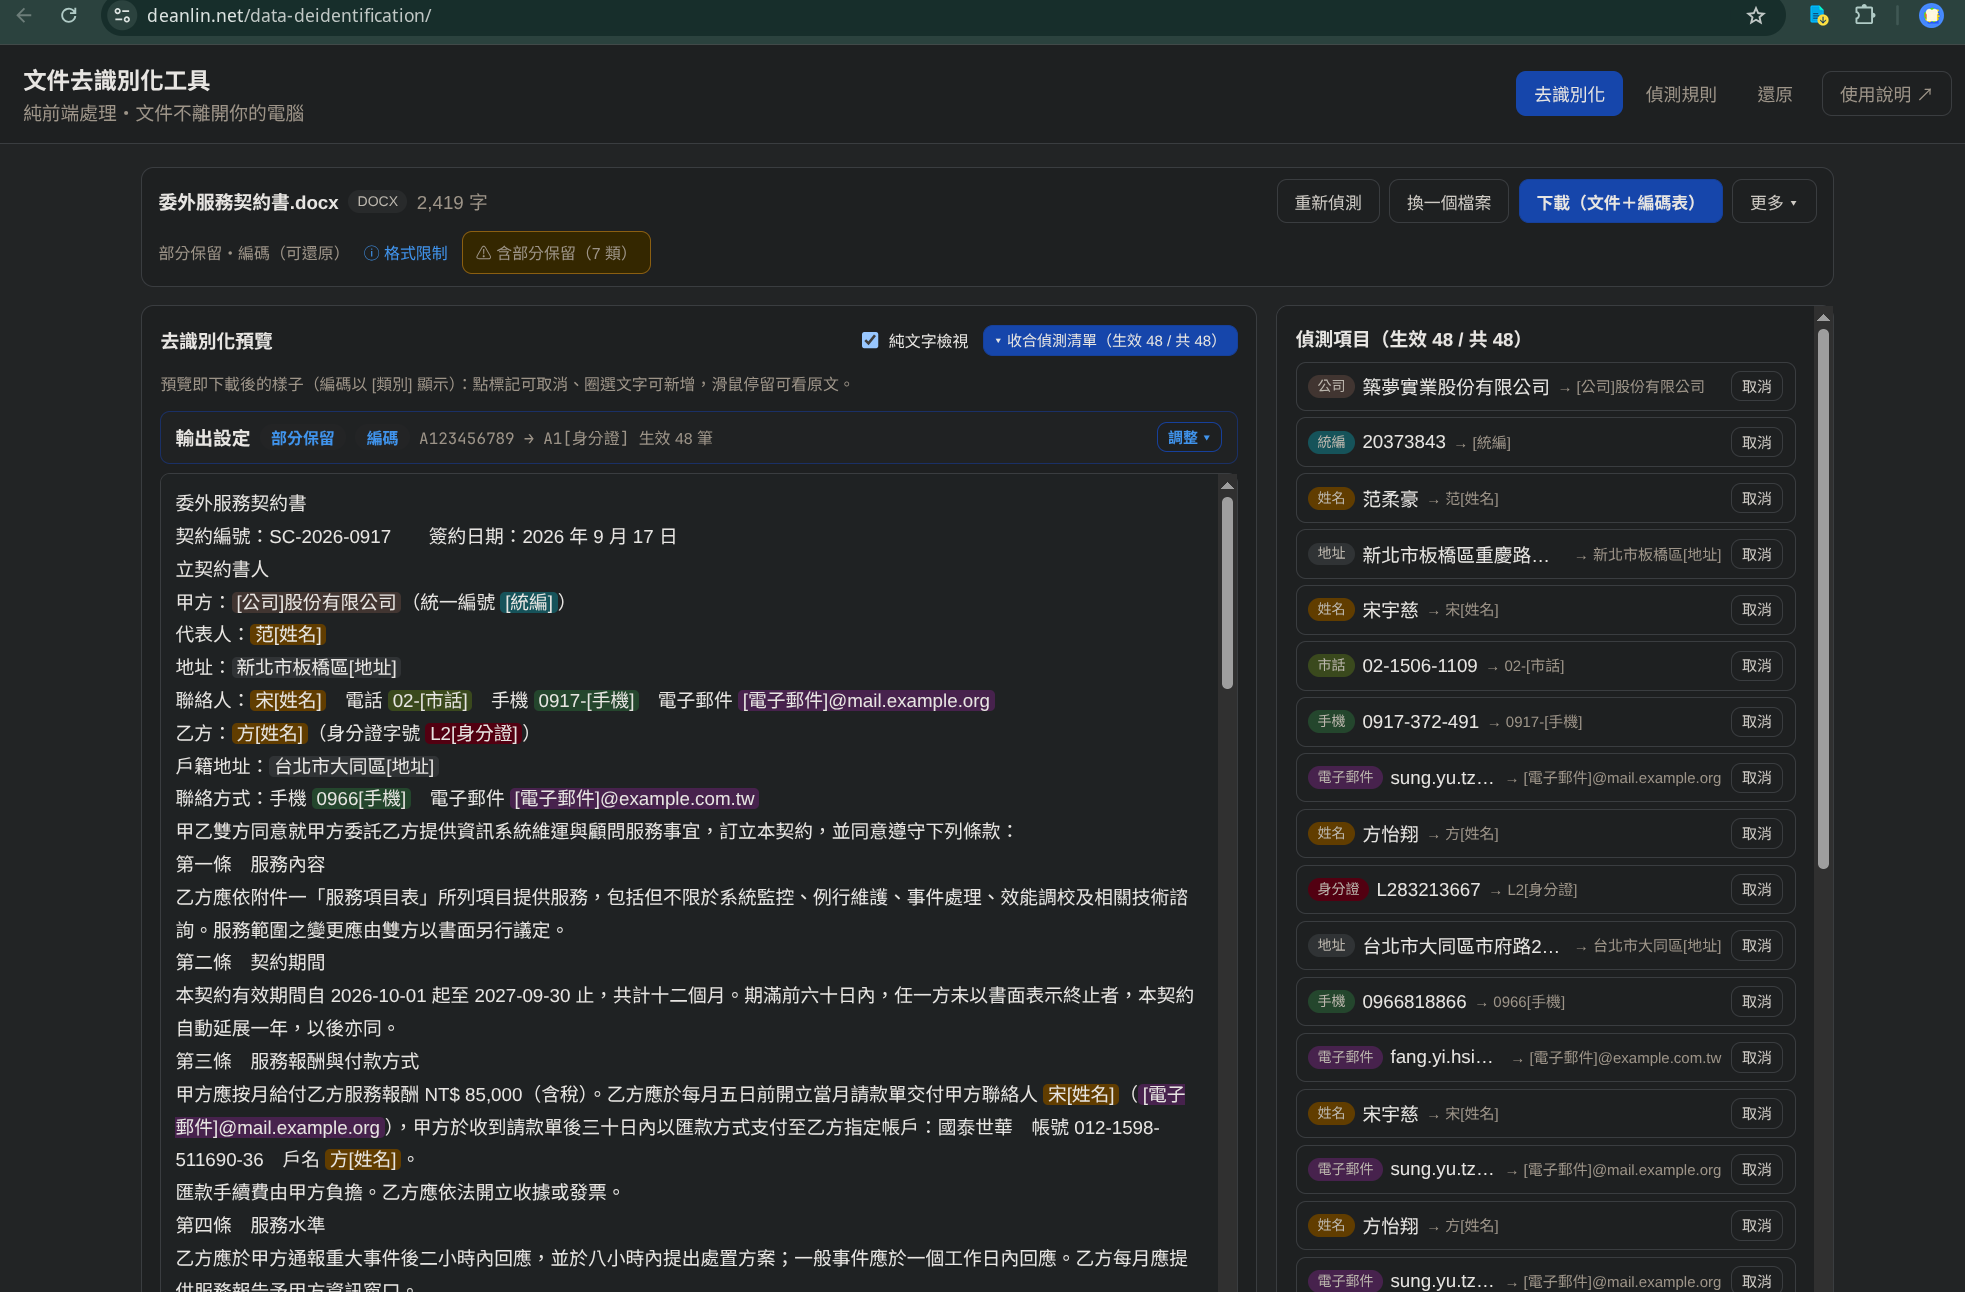 deanlin.net/data-deidentification/
文件去識別化工具
純前端處理・文件不離開你的電腦
去識別化 偵測規則 還原 使用說明 ↗
委外服務契約書.docx DOCX 2,419 字
重新偵測 換一個檔案 下載（文件＋編碼表） 更多 ▾
部分保留・編碼（可還原） ⓘ 格式限制 ⚠ 含部分保留（7 類）
去識別化預覽
純文字檢視 ▾ 收合偵測清單（生效 48 / 共 48）
預覽即下載後的樣子（編碼以 [類別] 顯示）：點標記可取消、圈選文字可新增，滑鼠停留可看原文。
輸出設定 部分保留 編碼 A123456789 → A1[身分證] 生效 48 筆 調整 ▾
委外服務契約書
契約編號：SC-2026-0917　　簽約日期：2026 年 9 月 17 日
立契約書人
甲方：[公司]股份有限公司（統一編號 [統編]）
代表人：范[姓名]
地址：新北市板橋區[地址]
聯絡人：宋[姓名]　電話 02-[市話]　手機 0917-[手機]　電子郵件 [電子郵件]@mail.example.org
乙方：方[姓名]（身分證字號 L2[身分證]）
戶籍地址：台北市大同區[地址]
聯絡方式：手機 0966[手機]　電子郵件 [電子郵件]@example.com.tw
甲乙雙方同意就甲方委託乙方提供資訊系統維運與顧問服務事宜，訂立本契約，並同意遵守下列條款：
第一條　服務內容
乙方應依附件一「服務項目表」所列項目提供服務，包括但不限於系統監控、例行維護、事件處理、效能調校及相關技術諮
詢。服務範圍之變更應由雙方以書面另行議定。
第二條　契約期間
本契約有效期間自 2026-10-01 起至 2027-09-30 止，共計十二個月。期滿前六十日內，任一方未以書面表示終止者，本契約
自動延展一年，以後亦同。
第三條　服務報酬與付款方式
甲方應按月給付乙方服務報酬 NT$ 85,000（含稅）。乙方應於每月五日前開立當月請款單交付甲方聯絡人 宋[姓名]（[電子
郵件]@mail.example.org），甲方於收到請款單後三十日內以匯款方式支付至乙方指定帳戶：國泰世華　帳號 012-1598-
511690-36　戶名 方[姓名]。
匯款手續費由甲方負擔。乙方應依法開立收據或發票。
第四條　服務水準
乙方應於甲方通報重大事件後二小時內回應，並於八小時內提出處置方案；一般事件應於一個工作日內回應。乙方每月應提
供服務報告予甲方資訊窗口。
偵測項目（生效 48 / 共 48）
公司 築夢實業股份有限公司 → [公司]股份有限公司 取消
統編 20373843 → [統編] 取消
姓名 范柔豪 → 范[姓名] 取消
地址 新北市板橋區重慶路… → 新北市板橋區[地址] 取消
姓名 宋宇慈 → 宋[姓名] 取消
市話 02-1506-1109 → 02-[市話] 取消
手機 0917-372-491 → 0917-[手機] 取消
電子郵件 sung.yu.tz… → [電子郵件]@mail.example.org 取消
姓名 方怡翔 → 方[姓名] 取消
身分證 L283213667 → L2[身分證] 取消
地址 台北市大同區市府路2… → 台北市大同區[地址] 取消
手機 0966818866 → 0966[手機] 取消
電子郵件 fang.yi.hsi… → [電子郵件]@example.com.tw 取消
姓名 宋宇慈 → 宋[姓名] 取消
電子郵件 sung.yu.tz… → [電子郵件]@mail.example.org 取消
姓名 方怡翔 → 方[姓名] 取消
電子郵件 sung.yu.tz… → [電子郵件]@mail.example.org 取消